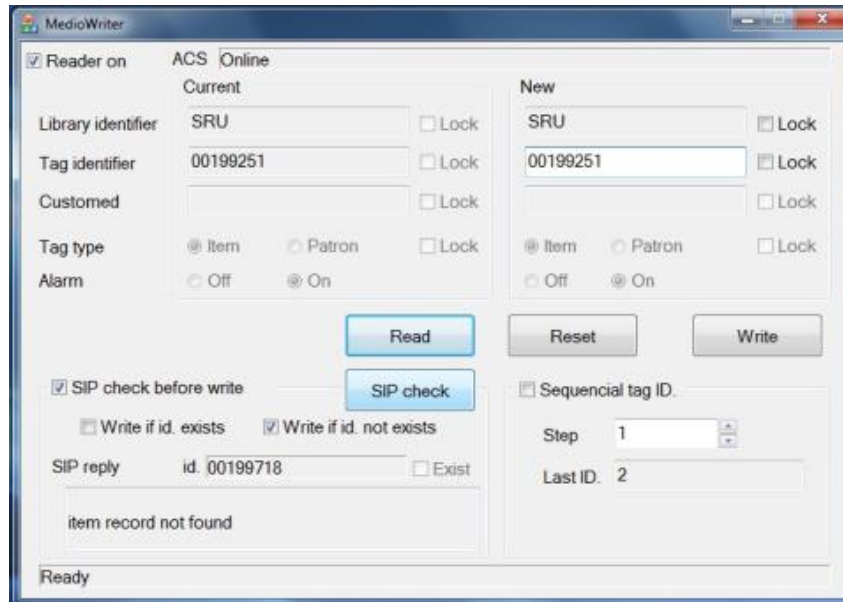 MedioWriter
Reader on ACS Online
Current New
Library identifier SRU Lock SRU Lock
Tag identifier 00199251 Lock 00199251 Lock
Customed Lock Lock
Tag type Item Patron Lock Item Patron Lock
Alarm Off On Off On
Read Reset Write
SIP check before write SIP check Sequencial tag ID.
Write if id. exists Write if id. not exists Step 1
SIP reply id. 00199718 Exist Last ID. 2
item record not found
Ready